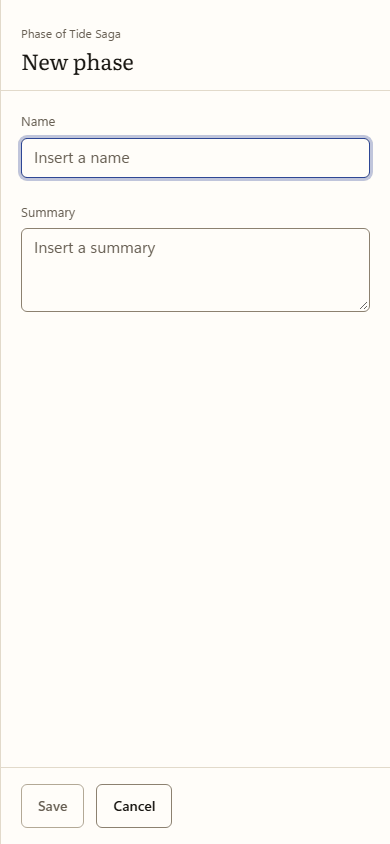 Phase of Tide Saga
New phase
Name
Insert a name
Summary
Insert a summary
Save
Cancel